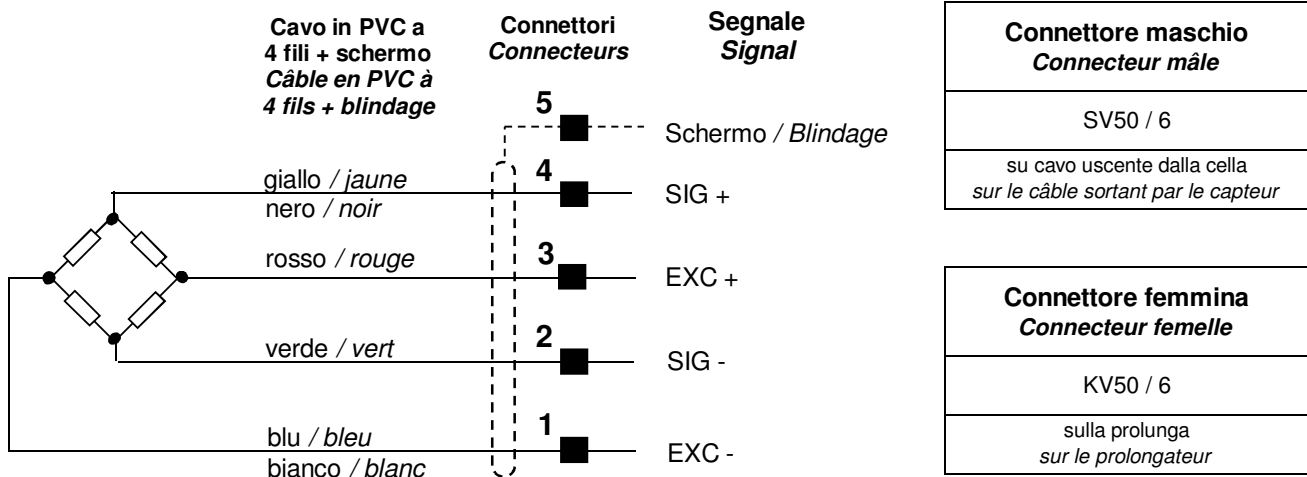 Cavo in PVC a
4 fili + schermo
Câble en PVC à
4 fils + blindage
Connettori
Connecteurs
Segnale
Signal
5
Schermo / Blindage
giallo / jaune
nero / noir
4
SIG +
rosso / rouge
3
EXC +
verde / vert
2
SIG -
blu / bleu
bianco / blanc
1
EXC -
Connettore maschio
Connecteur mâle
SV50 / 6
su cavo uscente dalla cella
sur le câble sortant par le capteur
Connettore femmina
Connecteur femelle
KV50 / 6
sulla prolunga
sur le prolongateur